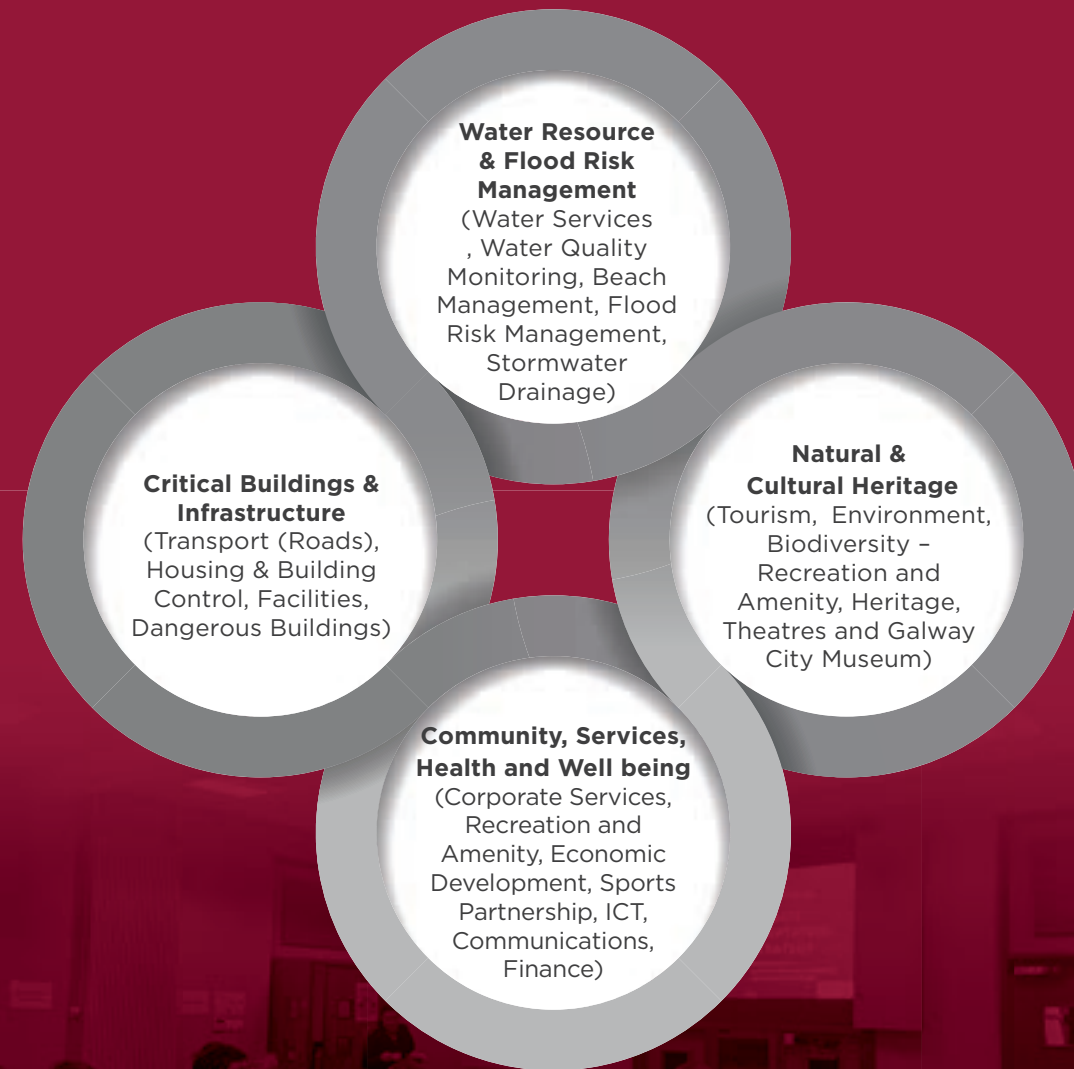 Water Resource
& Flood Risk
Management
(Water Services
, Water Quality
Monitoring, Beach
Management, Flood
Risk Management,
Stormwater
Drainage)
Critical Buildings &
Infrastructure
(Transport (Roads),
Housing & Building
Control, Facilities,
Dangerous Buildings)
Natural &
Cultural Heritage
(Tourism, Environment,
Biodiversity –
Recreation and
Amenity, Heritage,
Theatres and Galway
City Museum)
Community, Services,
Health and Well being
(Corporate Services,
Recreation and
Amenity, Economic
Development, Sports
Partnership, ICT,
Communications,
Finance)